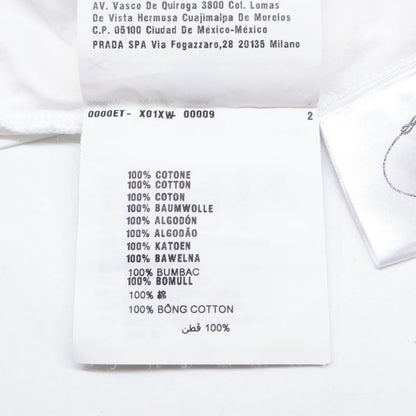 AV. Vasco De Quiroga 3800 Col. Lomas
De Vista Hermosa Cuajimalpa De Morelos
C.P. 05100 Ciudad De México-México
PRADA SPA Via Fogazzaro,28 20135 Milano
0000ET- X01XW- 00009 2
100% COTONE
100% COTTON
100% COTON
100% BAUMWOLLE
100% ALGODÓN
100% ALGODÃO
100% KATOEN
100% BAWEŁNA
100% BUMBAC
100% BOMULL
100% 棉
100% BÔNG COTTON
100% قطن